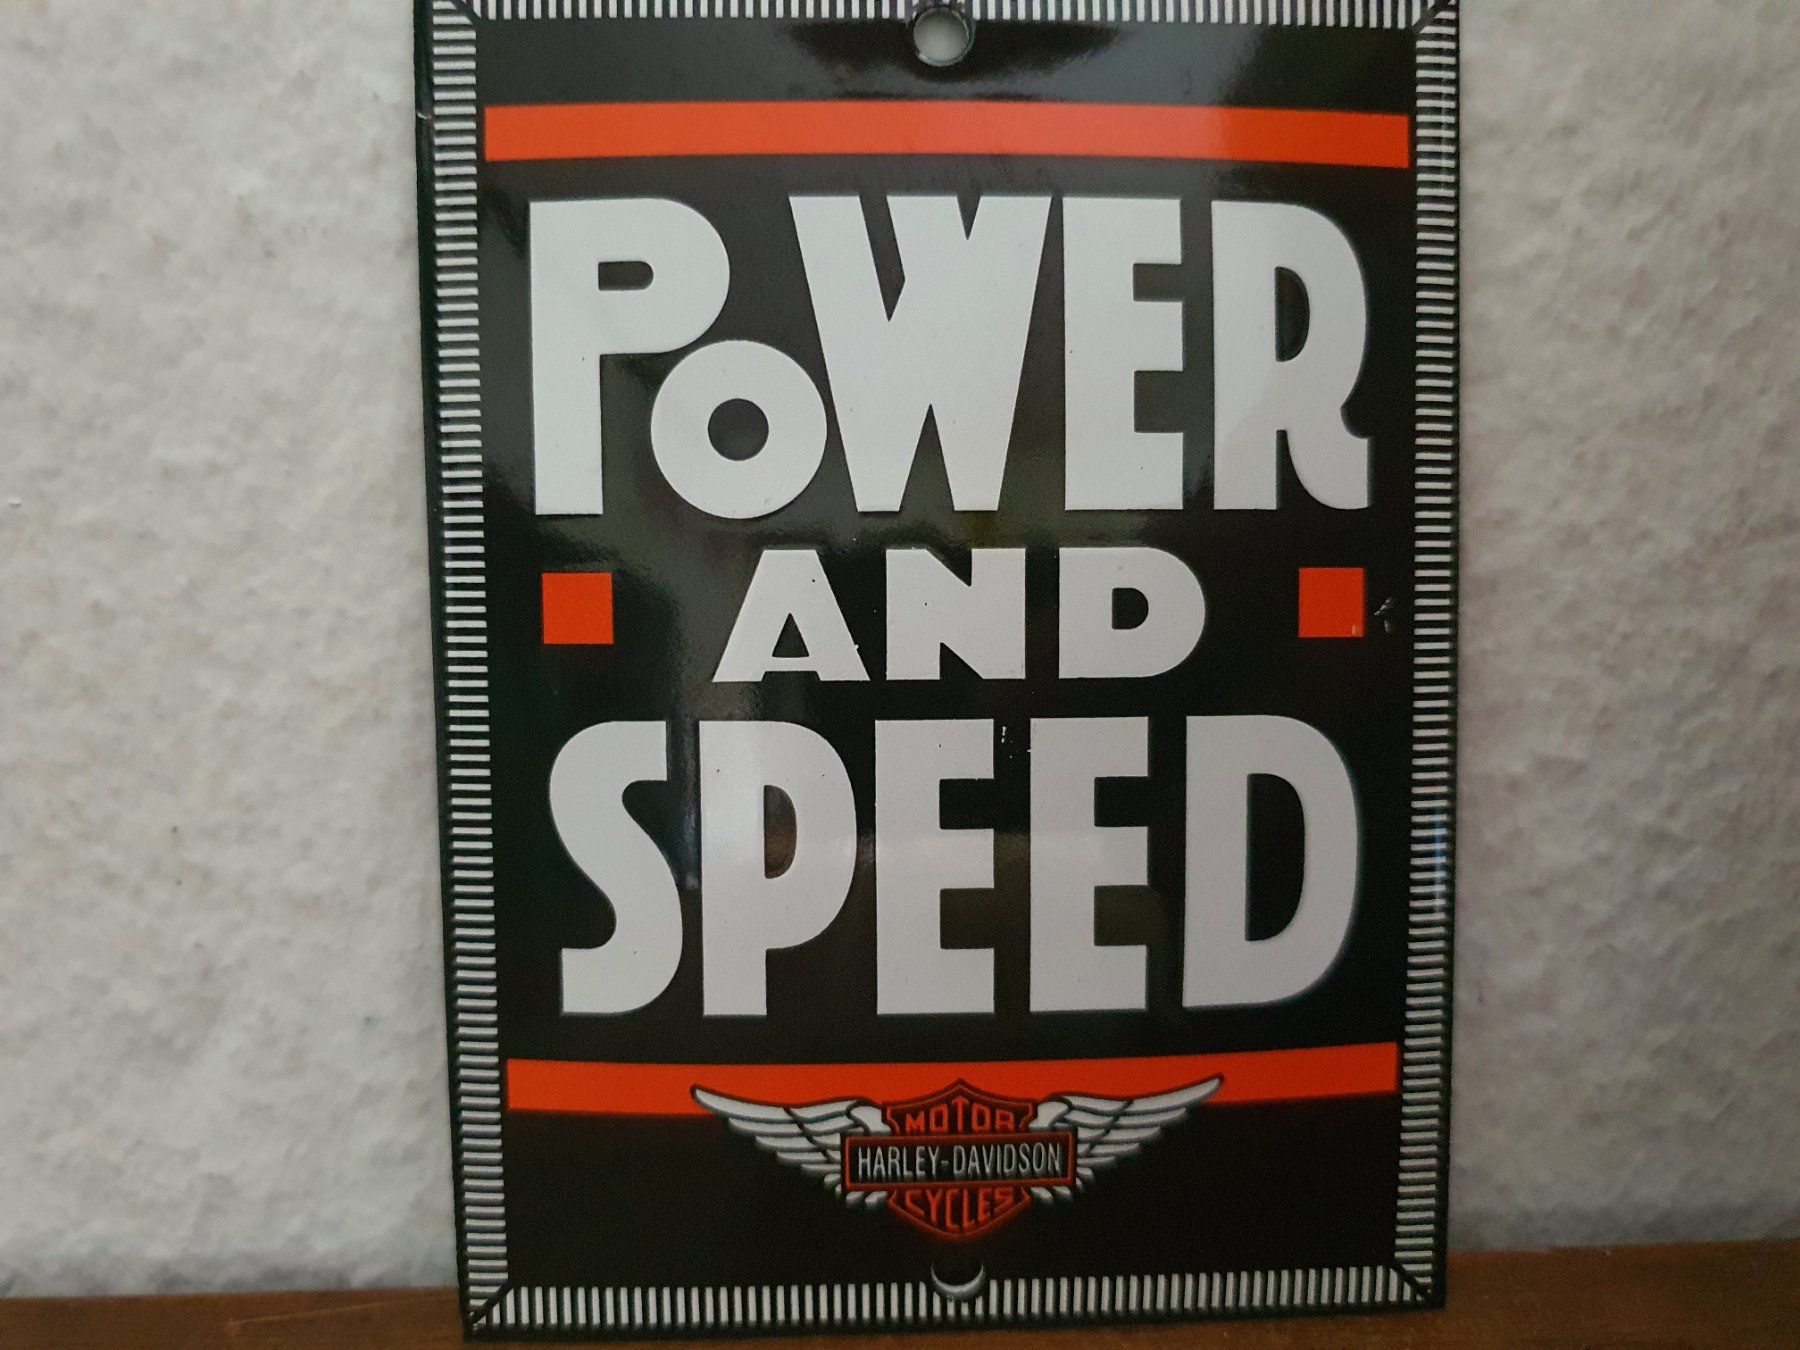 PoWER
AND
SPEED
MOTOR
HARLEY-DAVIDSON
CYCLES